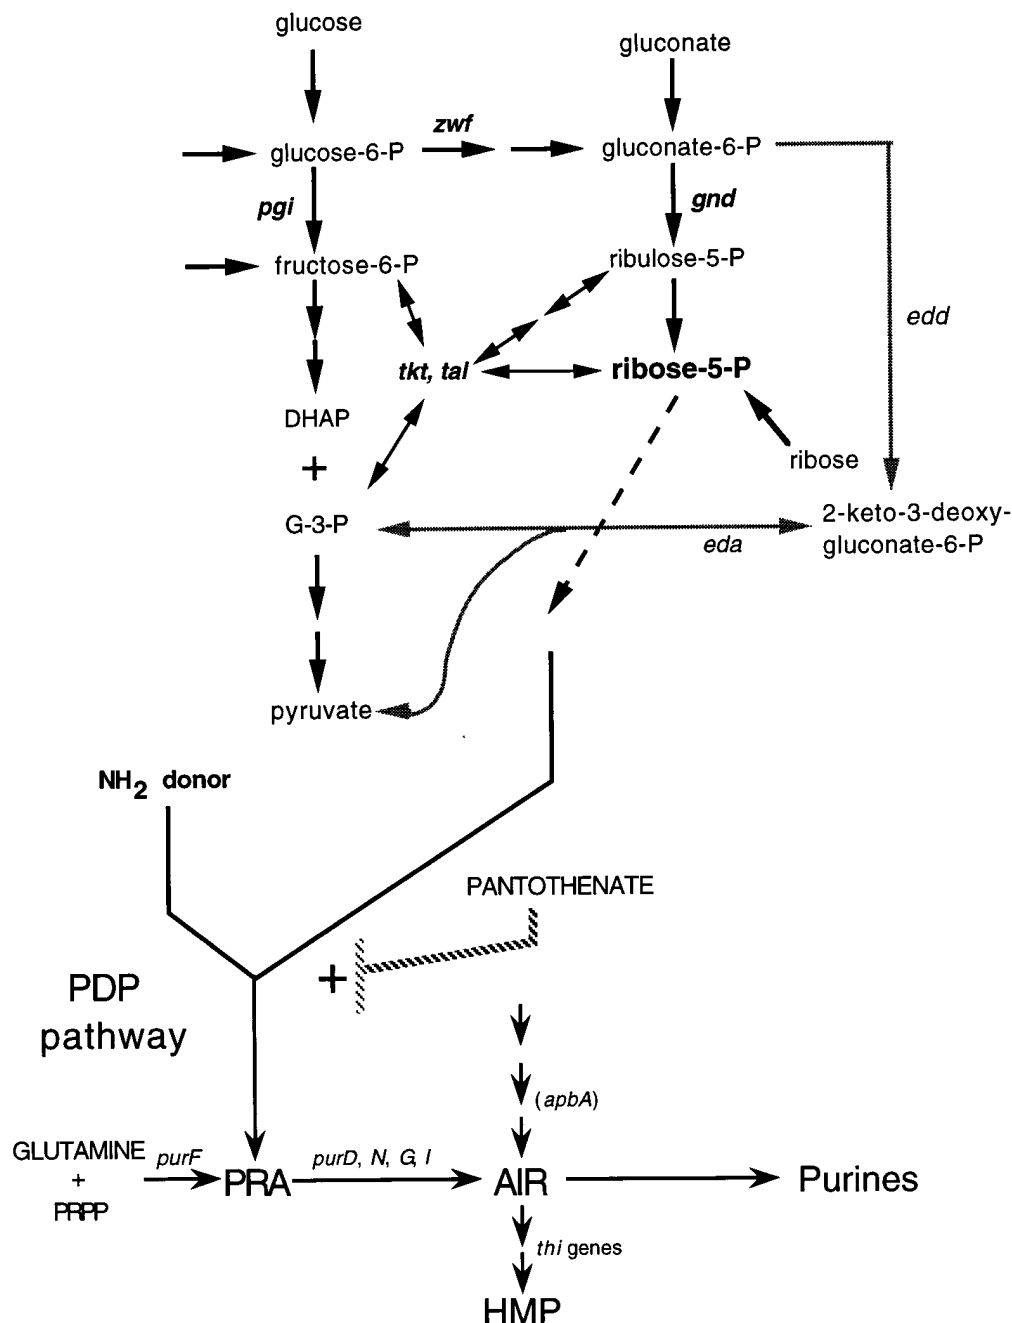 glucose
gluconate
zwf
glucose-6-P
gluconate-6-P
pgi
gnd
fructose-6-P
ribulose-5-P
edd
tkt, tal
ribose-5-P
DHAP
+
ribose
G-3-P
2-keto-3-deoxy-
gluconate-6-P
eda
pyruvate
NH2 donor
PANTOTHENATE
+
PDP
pathway
(apbA)
GLUTAMINE
+
PRPP
purF
PRA
purD, N, G, I
AIR
Purines
thi genes
HMP